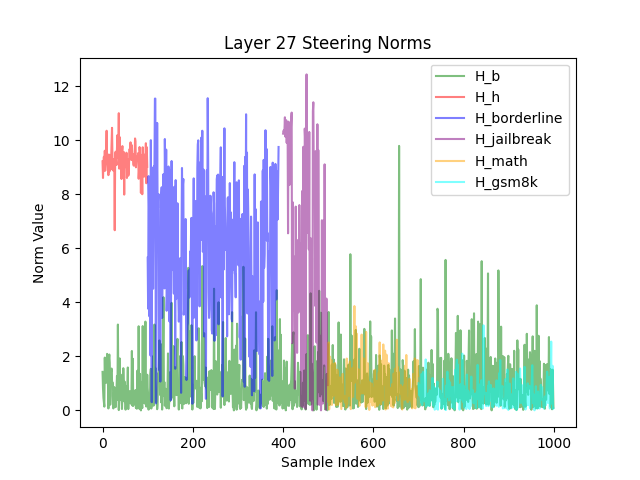 Layer 27 Steering Norms
Norm Value
12
10
8
6
4
2
0
H_b
H_h
H_borderline
H_jailbreak
H_math
H_gsm8k
0
200
400
600
800
1000
Sample Index